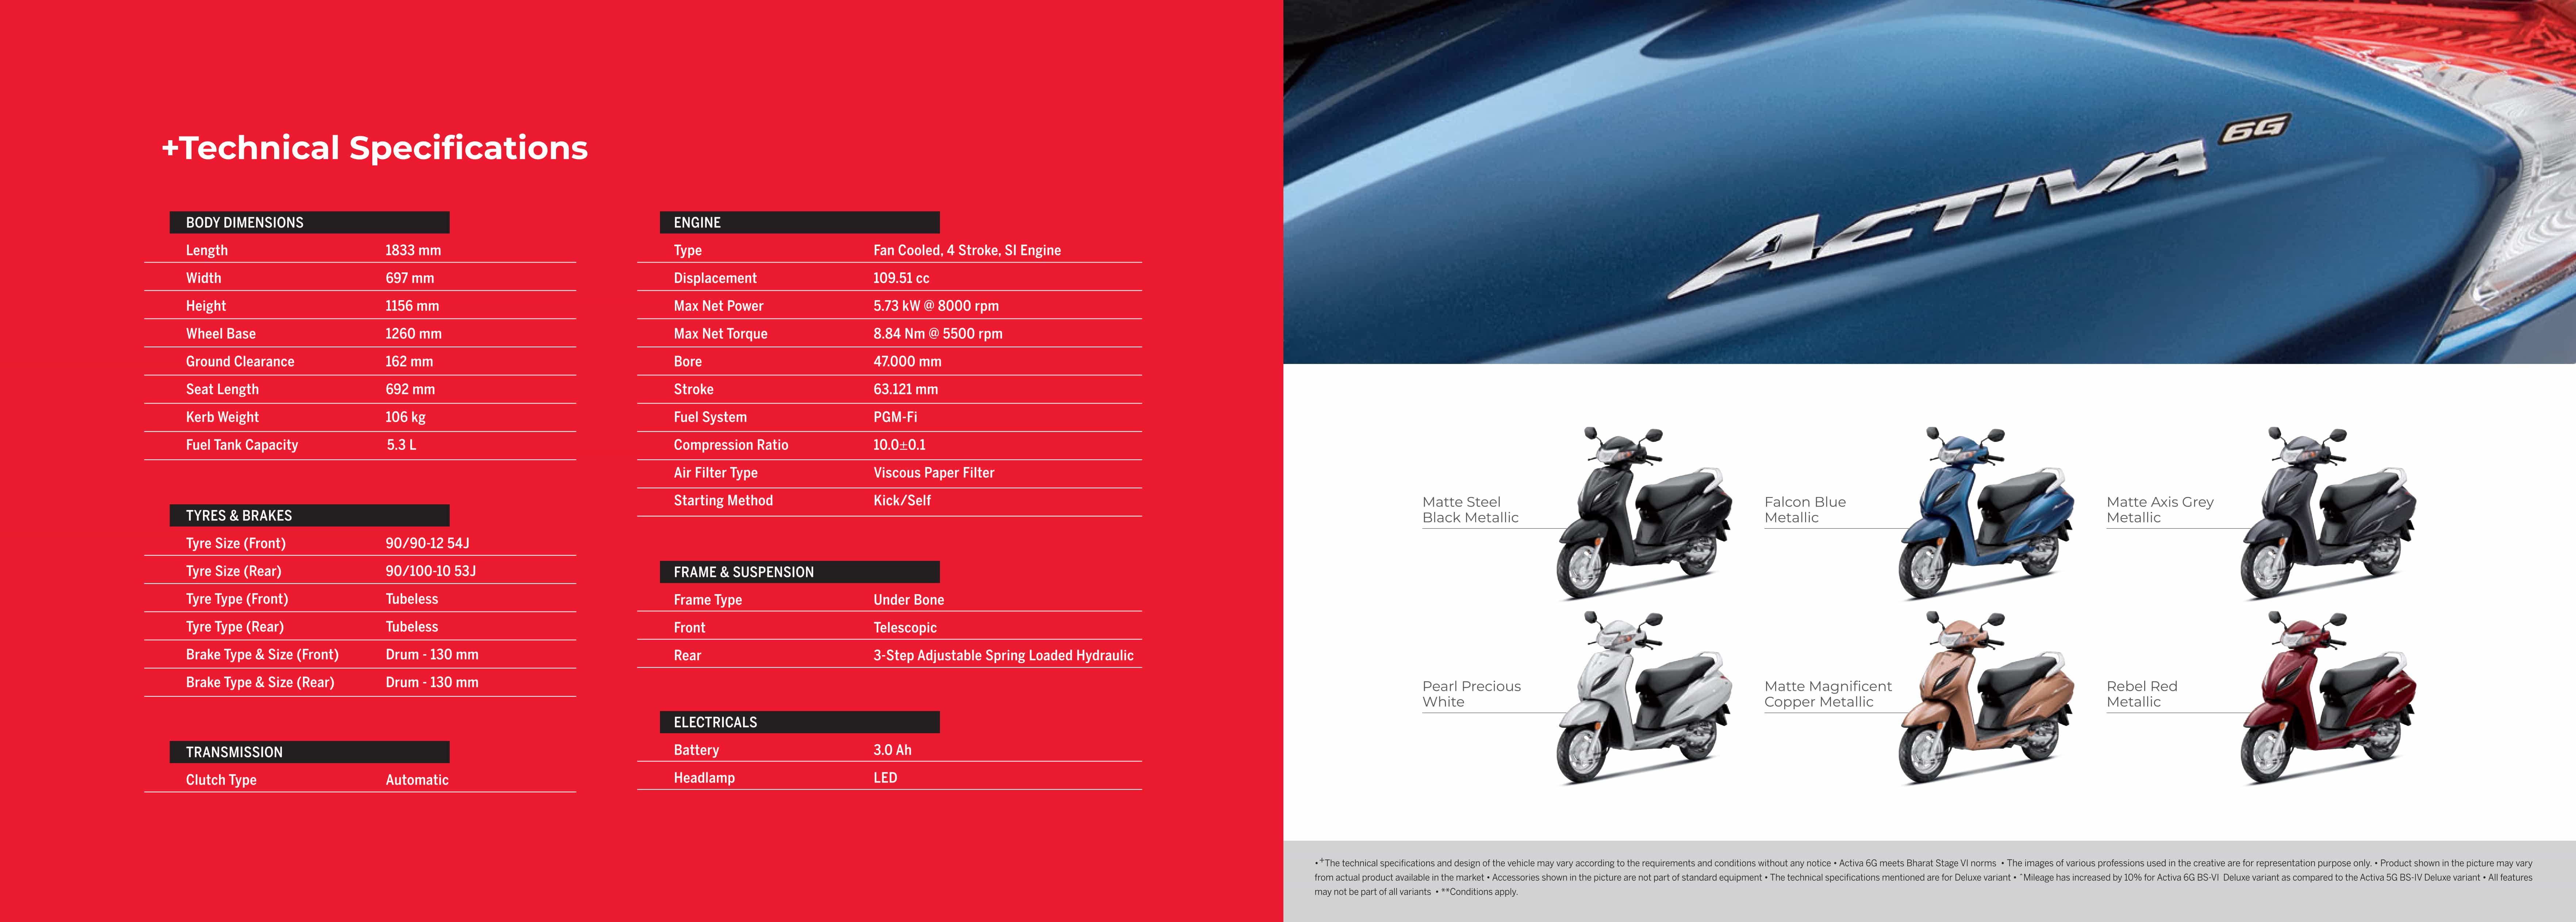 +Technical Specifications
BODY DIMENSIONS
Length 1833 mm
Width 697 mm
Height 1156 mm
Wheel Base 1260 mm
Ground Clearance 162 mm
Seat Length 692 mm
Kerb Weight 106 kg
Fuel Tank Capacity 5.3 L
TYRES & BRAKES
Tyre Size (Front) 90/90-12 54J
Tyre Size (Rear) 90/100-10 53J
Tyre Type (Front) Tubeless
Tyre Type (Rear) Tubeless
Brake Type & Size (Front) Drum - 130 mm
Brake Type & Size (Rear) Drum - 130 mm
TRANSMISSION
Clutch Type Automatic
ENGINE
Type Fan Cooled, 4 Stroke, SI Engine
Displacement 109.51 cc
Max Net Power 5.73 kW @ 8000 rpm
Max Net Torque 8.84 Nm @ 5500 rpm
Bore 47.000 mm
Stroke 63.121 mm
Fuel System PGM-Fi
Compression Ratio 10.0±0.1
Air Filter Type Viscous Paper Filter
Starting Method Kick/Self
FRAME & SUSPENSION
Frame Type Under Bone
Front Telescopic
Rear 3-Step Adjustable Spring Loaded Hydraulic
ELECTRICALS
Battery 3.0 Ah
Headlamp LED
ACTIVA 6G
Matte Steel
Black Metallic
Falcon Blue
Metallic
Matte Axis Grey
Metallic
Pearl Precious
White
Matte Magnificent
Copper Metallic
Rebel Red
Metallic
• +The technical specifications and design of the vehicle may vary according to the requirements and conditions without any notice • Activa 6G meets Bharat Stage VI norms • The images of various professions used in the creative are for representation purpose only. • Product shown in the picture may vary
from actual product available in the market • Accessories shown in the picture are not part of standard equipment • The technical specifications mentioned are for Deluxe variant • ˆMileage has increased by 10% for Activa 6G BS-VI Deluxe variant as compared to the Activa 5G BS-IV Deluxe variant • All features
may not be part of all variants • **Conditions apply.